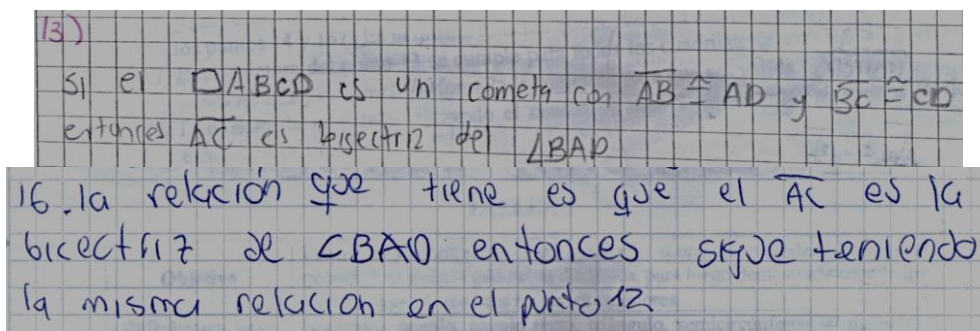 13)
si el □ABCD es un cometa con AB ≅ AD y BC ≅ CD
entonces AC es bisectriz del ∠BAD
16. la relación que tiene es que el AC es la
bicectriz de ∠BAD entonces sigue teniendo
la misma relacion en el punto 12